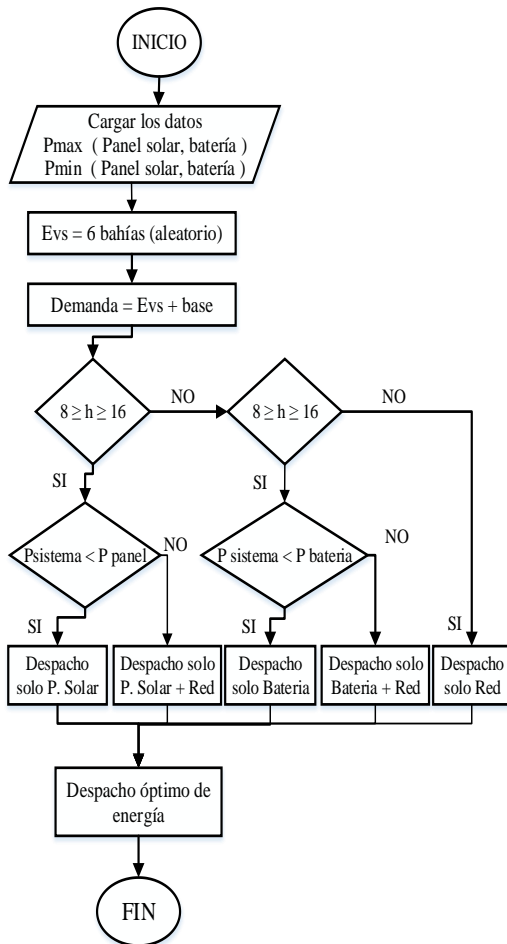 INICIO
Cargar los datos
Pmax ( Panel solar, batería )
Pmin ( Panel solar, batería )
Evs = 6 bahías (aleatorio)
Demanda = Evs + base
8 ≥ h ≥ 16
NO
8 ≥ h ≥ 16
NO
SI
SI
Psistema < P panel
NO
P sistema < P bateria
NO
SI
SI
SI
Despacho
solo P. Solar
Despacho solo
P. Solar + Red
Despacho
solo Bateria
Despacho solo
Bateria + Red
Despacho
solo Red
Despacho óptimo de
energía
FIN